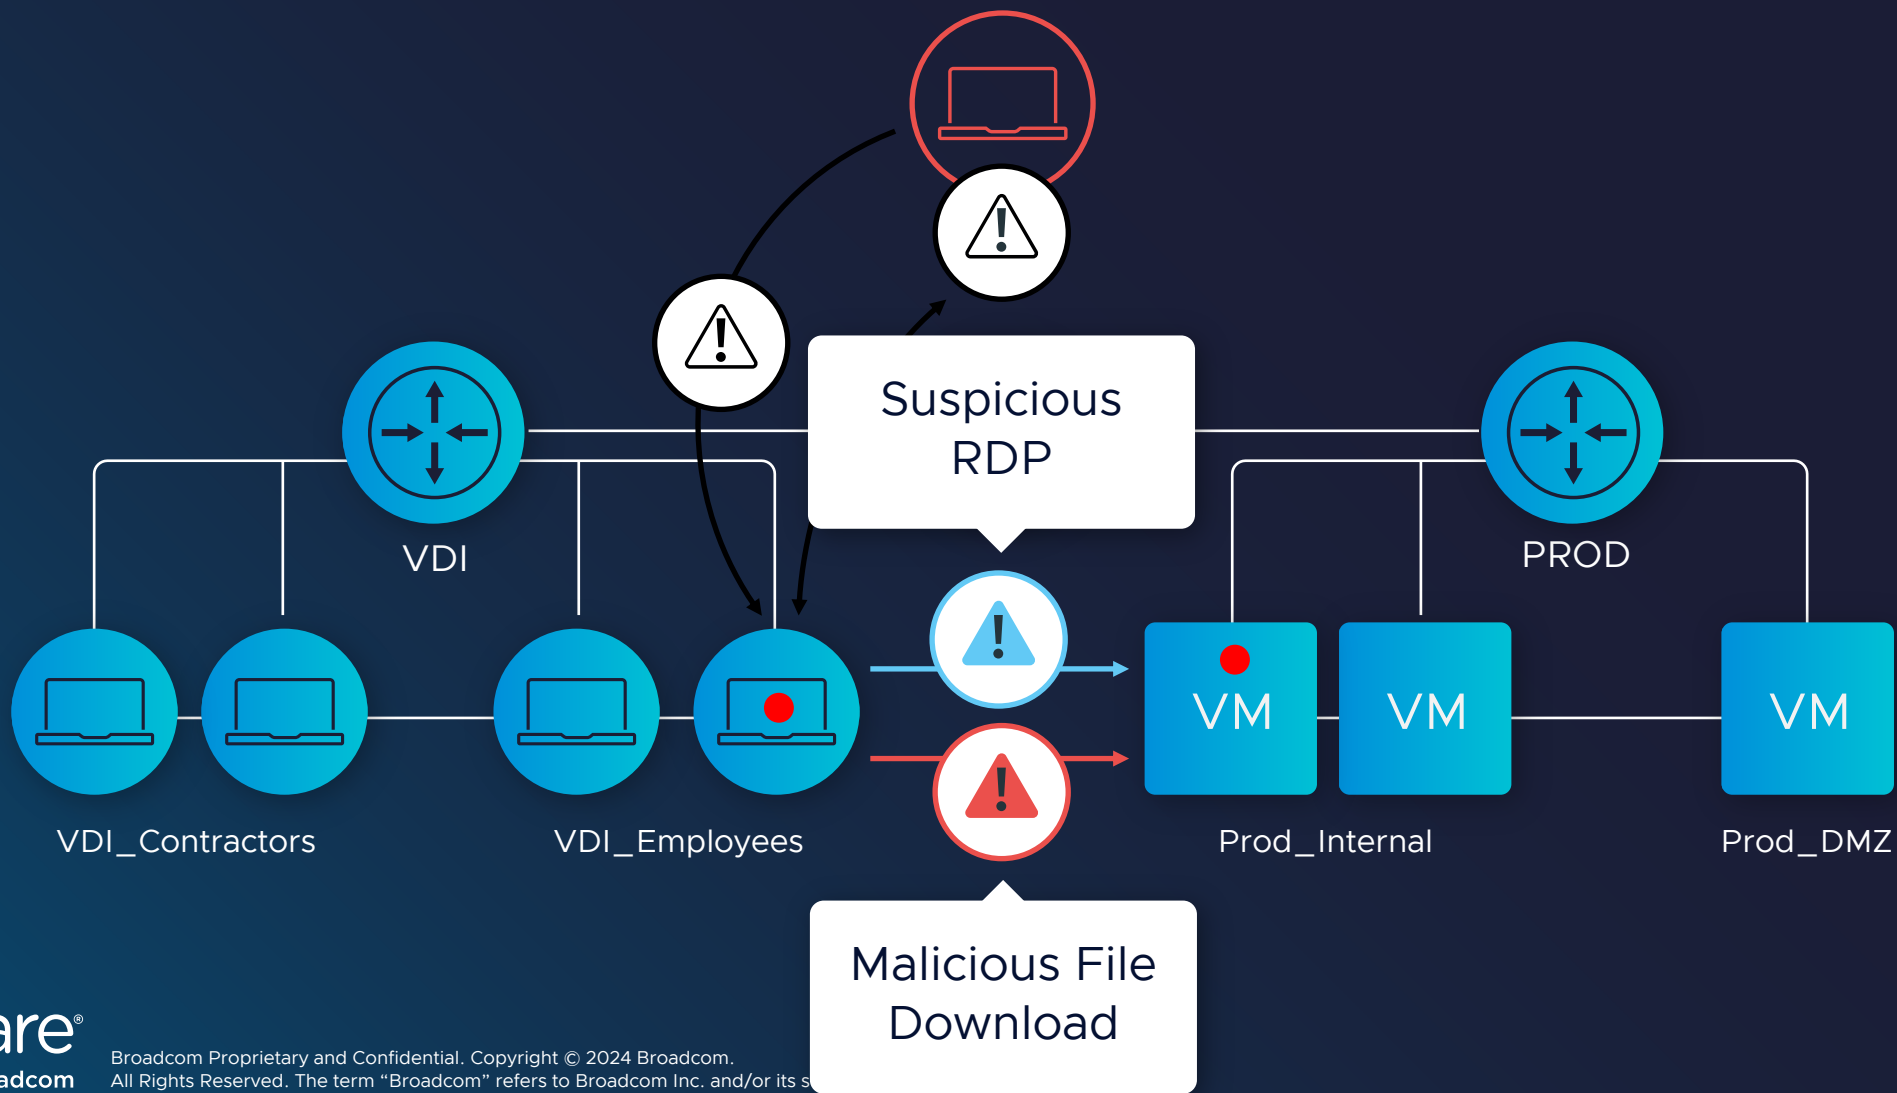 Suspicious
RDP
VDI
PROD
VM
VM
VM
VDI_Contractors
VDI_Employees
Prod_Internal
Prod_DMZ
Malicious File
Download
are®
adcom
Broadcom Proprietary and Confidential. Copyright © 2024 Broadcom.
All Rights Reserved. The term “Broadcom” refers to Broadcom Inc. and/or its s